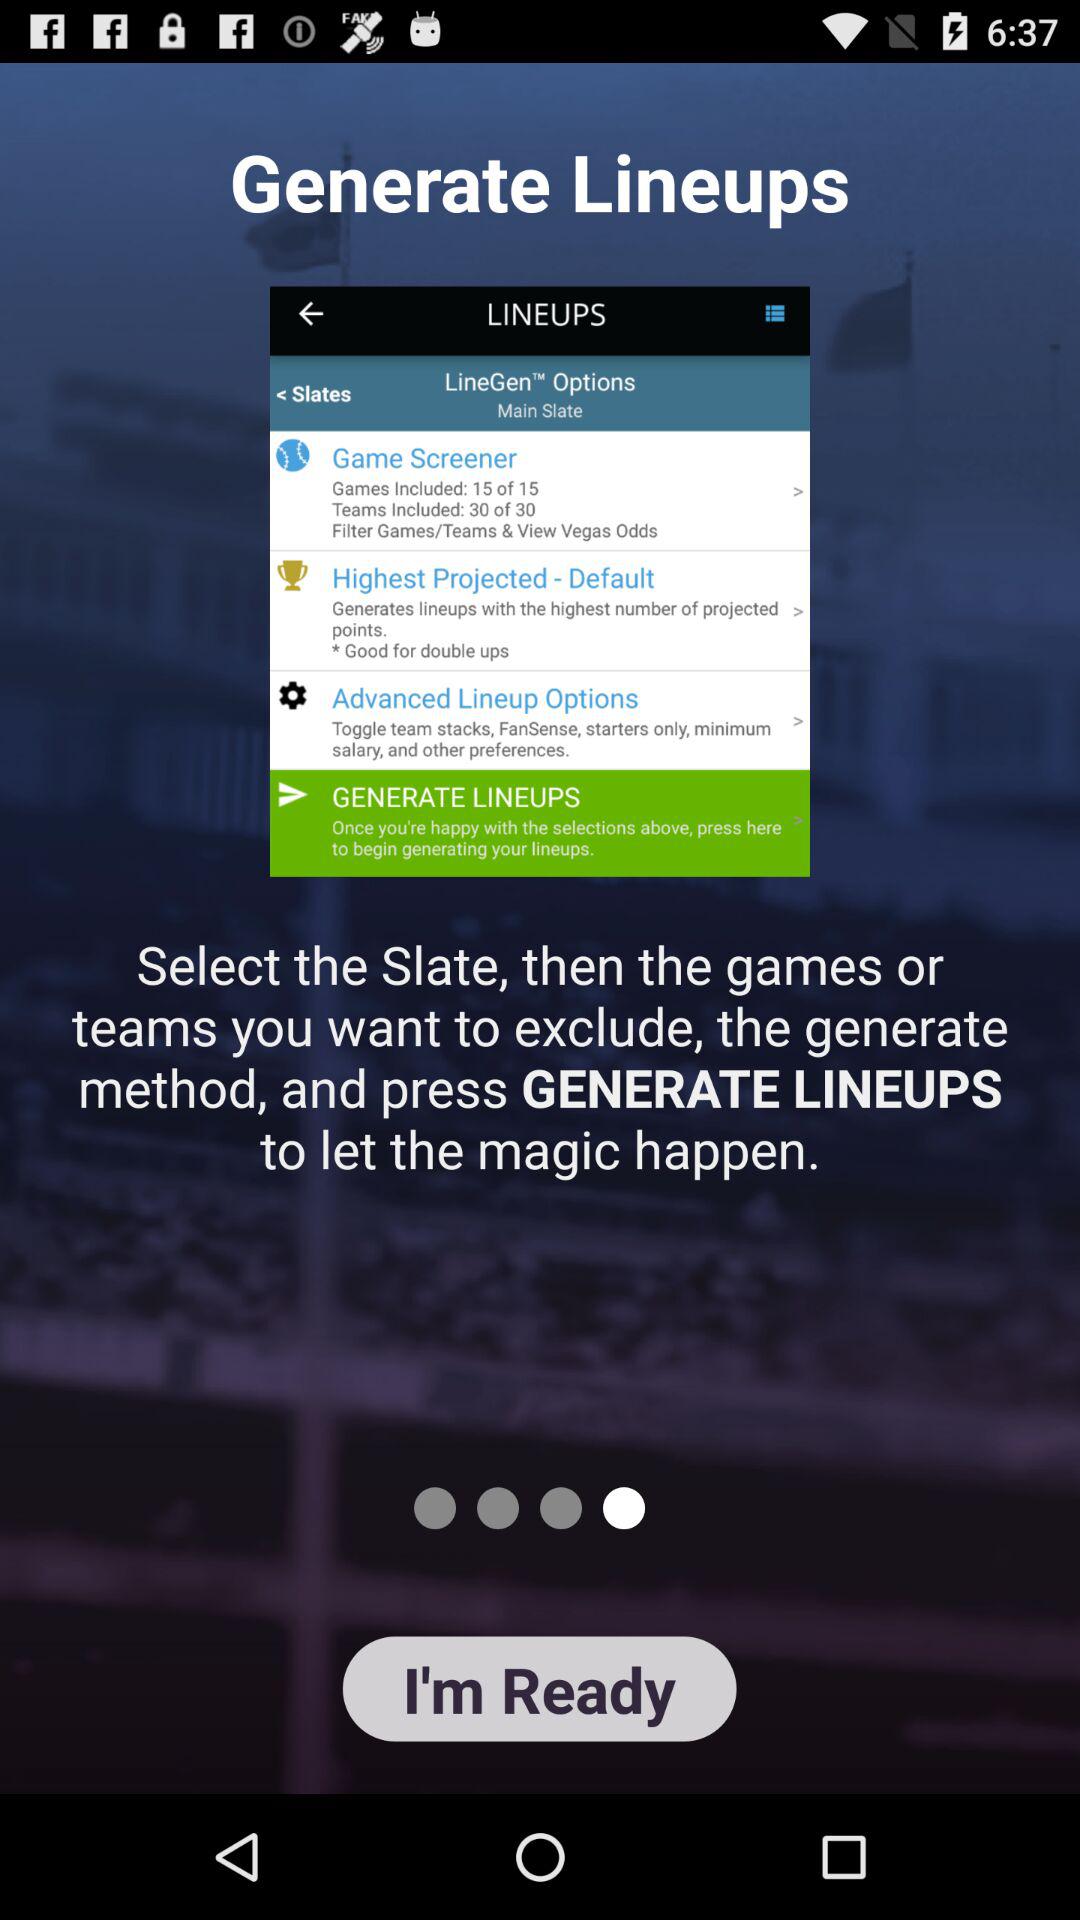 FAK
6:37
Generate Lineups
LINEUPS
< Slates
LineGen™ Options
Main Slate
Game Screener
Games Included: 15 of 15
Teams Included: 30 of 30
Filter Games/Teams & View Vegas Odds
>
Highest Projected - Default
Generates lineups with the highest number of projected
points.
* Good for double ups
>
Advanced Lineup Options
Toggle team stacks, FanSense, starters only, minimum
salary, and other preferences.
>
GENERATE LINEUPS
Once you're happy with the selections above, press here
to begin generating your lineups.
>
Select the Slate, then the games or
teams you want to exclude, the generate
method, and press GENERATE LINEUPS
to let the magic happen.
I'm Ready